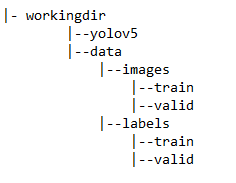 |- workingdir
|--yolov5
|--data
|--images
|--train
|--valid
|--labels
|--train
|--valid